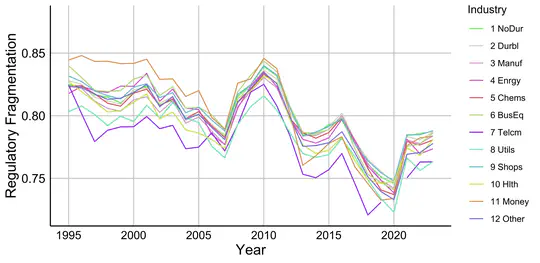 Industry
1 NoDur
2 Durbl
3 Manuf
4 Enrgy
5 Chems
6 BusEq
7 Telcm
8 Utils
9 Shops
10 Hlth
11 Money
12 Other
Regulatory Fragmentation
0.85
0.80
0.75
1995 2000 2005 2010 2015 2020
Year